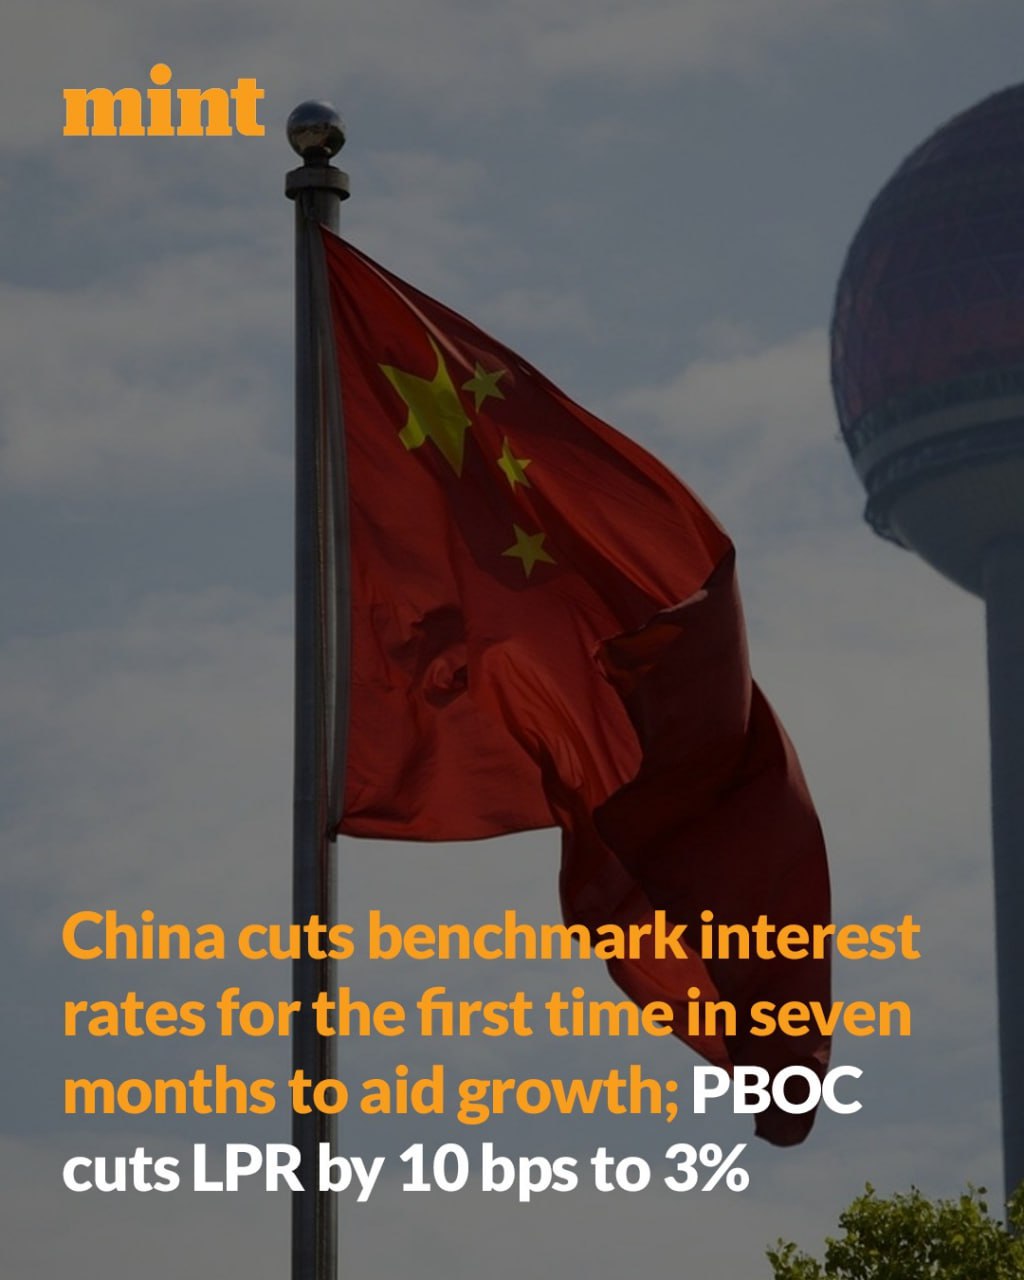 mint
China cuts benchmark interest
rates for the first time in seven
months to aid growth; PBOC
cuts LPR by 10 bps to 3%